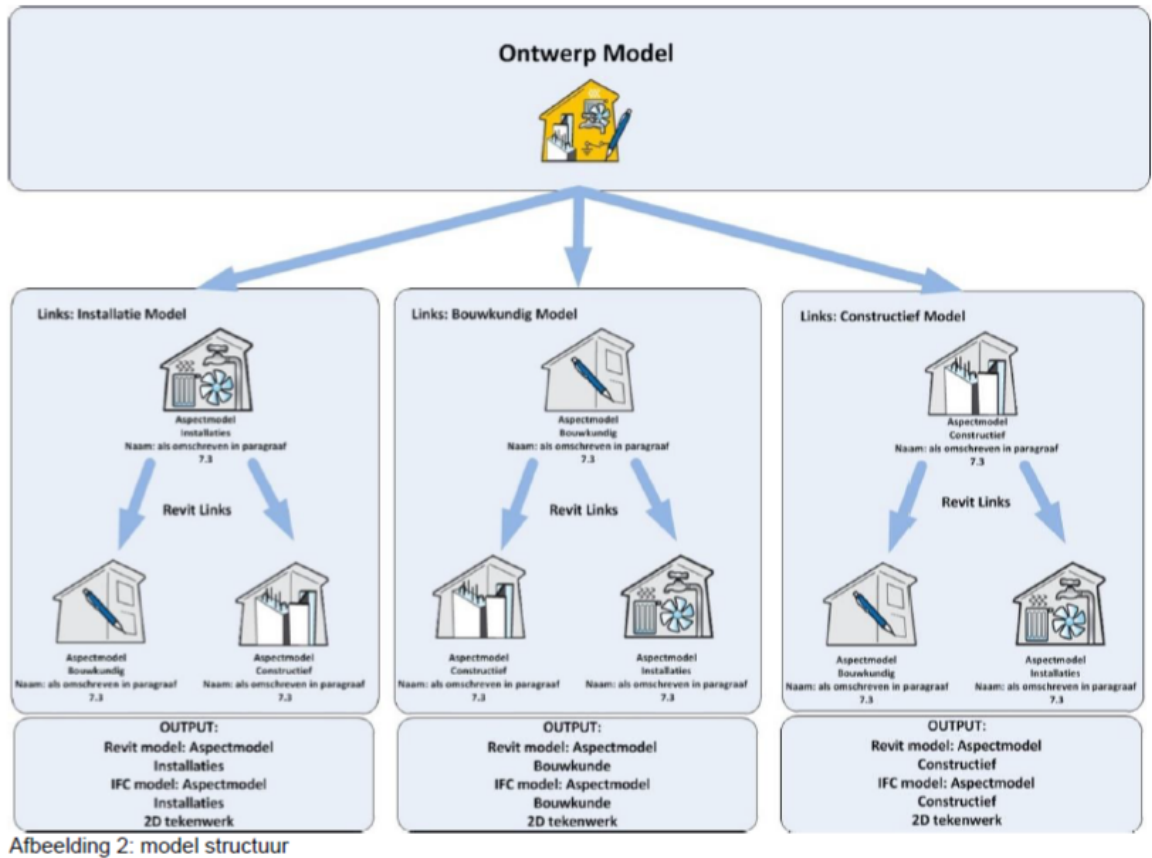 Ontwerp Model
Links: Installatie Model
Aspectmodel
Installaties
Naam: als omschreven in paragraaf
7.3
Revit Links
Aspectmodel
Bouwkundig
Naam: als omschreven in paragraaf
7.3
Aspectmodel
Constructief
Naam: als omschreven in paragraaf
7.3
OUTPUT:
Revit model: Aspectmodel
Installaties
IFC model: Aspectmodel
Installaties
2D tekenwerk
Links: Bouwkundig Model
Aspectmodel
Bouwkundig
Naam: als omschreven in paragraaf
7.3
Revit Links
Aspectmodel
Constructief
Naam: als omschreven in paragraaf
7.3
Aspectmodel
Installaties
Naam: als omschreven in paragraaf
7.3
OUTPUT:
Revit model: Aspectmodel
Bouwkunde
IFC model: Aspectmodel
Bouwkunde
2D tekenwerk
Links: Constructief Model
Aspectmodel
Constructief
Naam: als omschreven in paragraaf
7.3
Revit Links
Aspectmodel
Bouwkundig
Naam: als omschreven in paragraaf
7.3
Aspectmodel
Installaties
Naam: als omschreven in paragraaf
7.3
OUTPUT:
Revit model: Aspectmodel
Constructief
IFC model: Aspectmodel
Constructief
2D tekenwerk
Afbeelding 2: model structuur